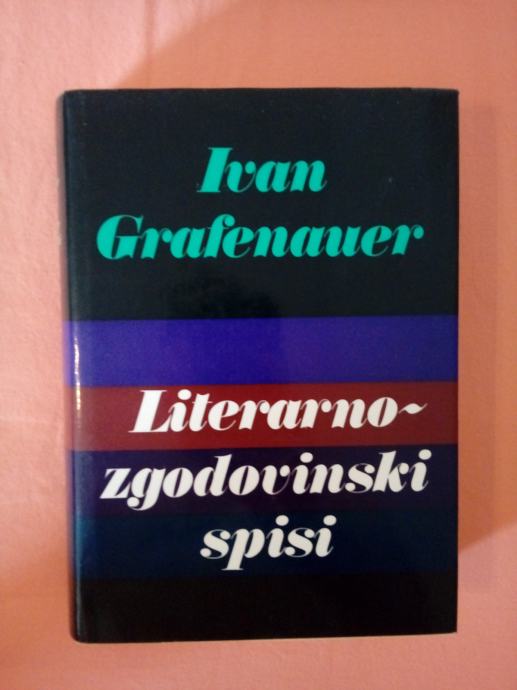 Ivan
Grafenauer
Literarno-
zgodovinski
spisi